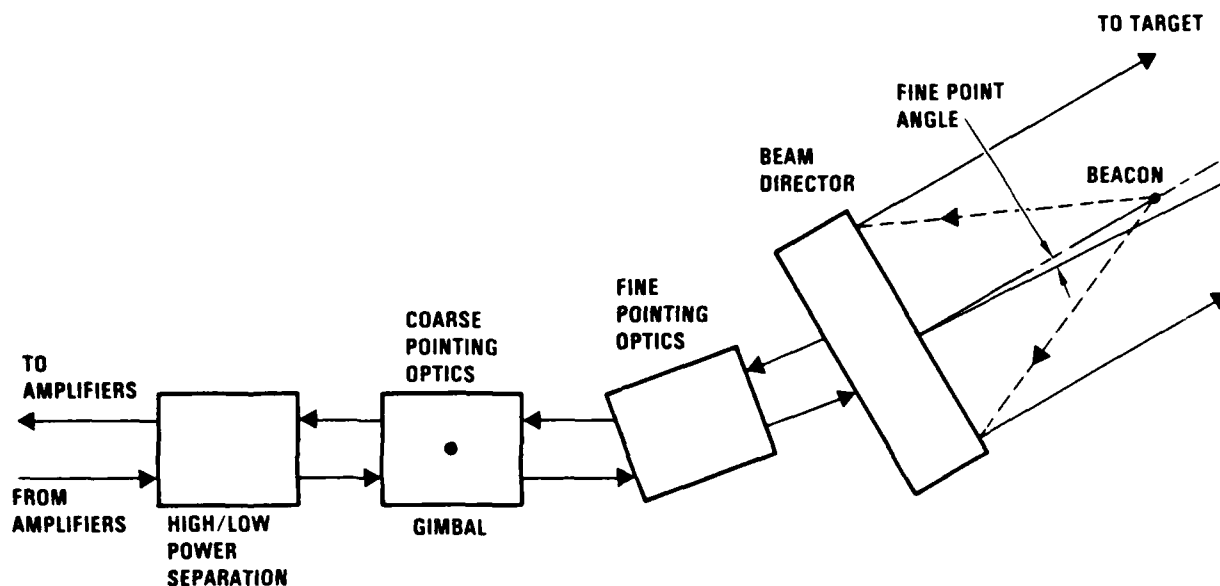 TO TARGET
FINE POINT
ANGLE
BEAM
DIRECTOR
BEACON
FINE
POINTING
OPTICS
COARSE
POINTING
OPTICS
TO
AMPLIFIERS
FROM
AMPLIFIERS
HIGH/LOW
POWER
SEPARATION
GIMBAL